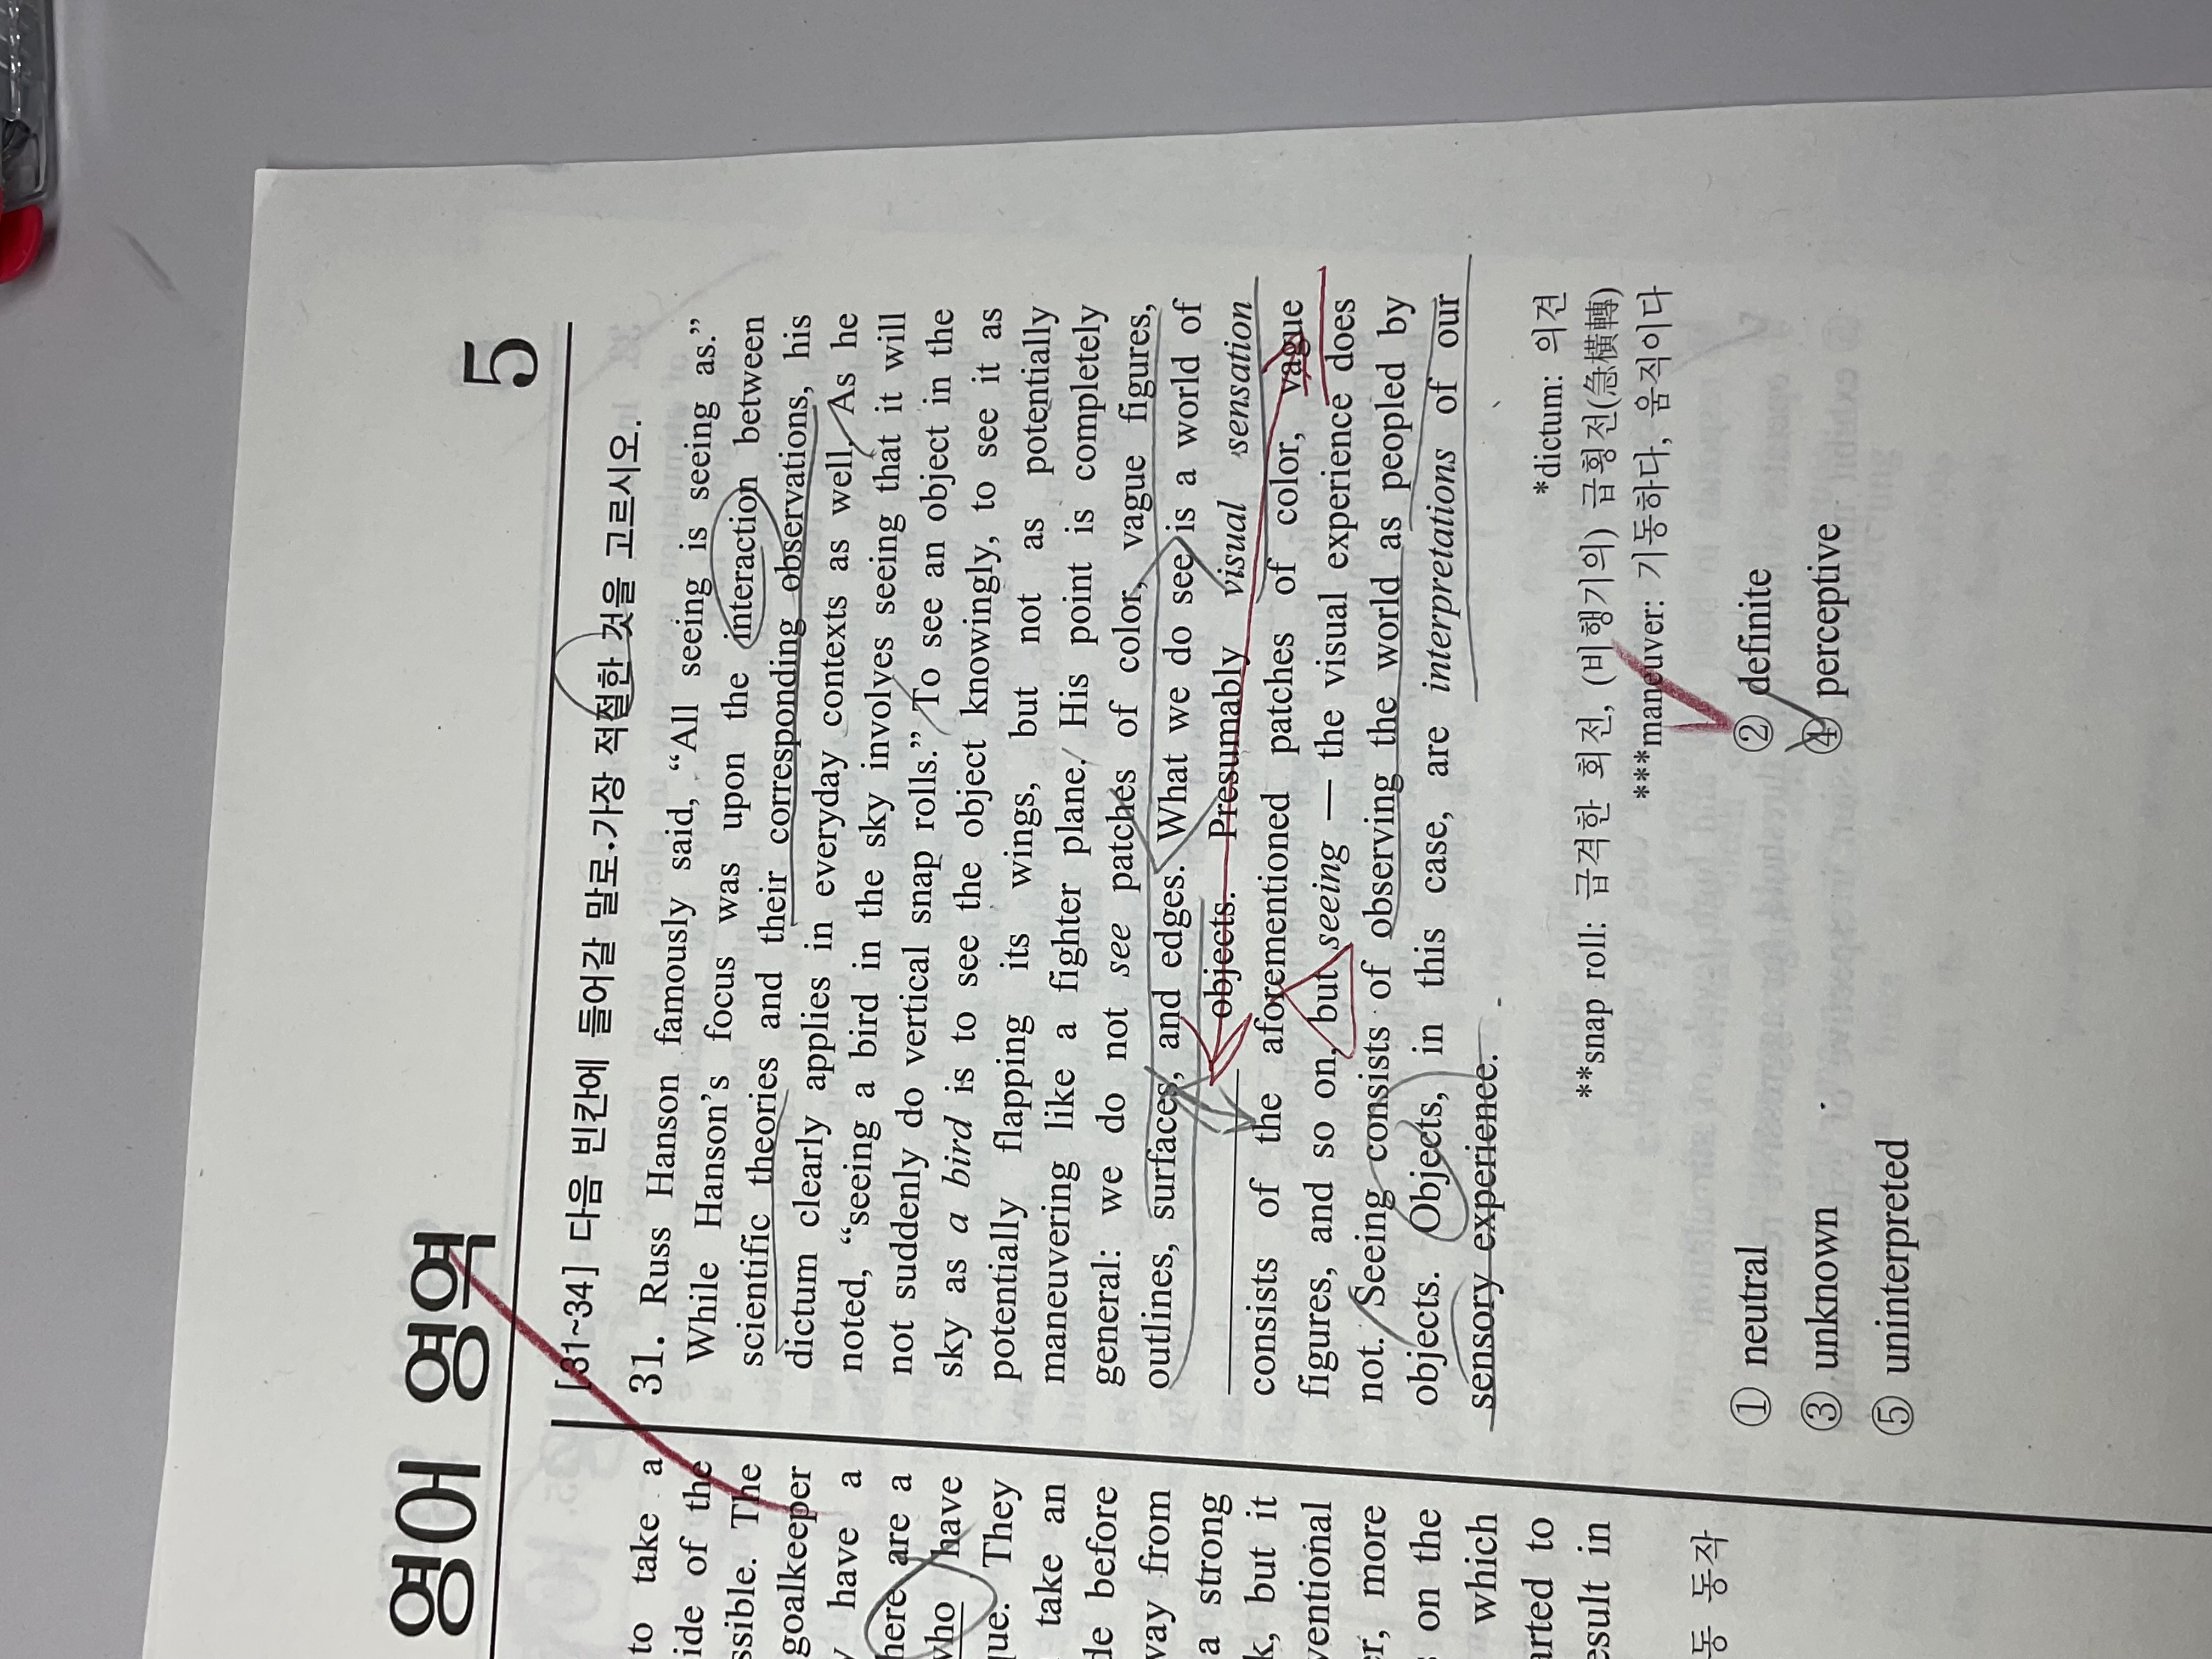 영어 영역
5
to take a
ide of the
ssible. The
goalkeeper
y have a
here are a
who have
que. They
take an
de before
way from
a strong
k, but it
ventional
er, more
s on the
which
arted to
esult in
동 동작
[31~34] 다음 빈칸에 들어갈 말로 가장 적절한 것을 고르시오.
31. Russ Hanson famously said, “All seeing is seeing as.”
While Hanson’s focus was upon the interaction between
scientific theories and their corresponding observations, his
dictum clearly applies in everyday contexts as well. As he
noted, “seeing a bird in the sky involves seeing that it will
not suddenly do vertical snap rolls.” To see an object in the
sky as a bird is to see the object knowingly, to see it as
potentially flapping its wings, but not as potentially
maneuvering like a fighter plane. His point is completely
general: we do not see patches of color, vague figures,
outlines, surfaces, and edges. What we do see is a world of
objects. Presumably visual sensation
consists of the aforementioned patches of color, vague
figures, and so on, but seeing — the visual experience does
not. Seeing consists of observing the world as peopled by
objects. Objects, in this case, are interpretations of our
sensory experience.
*dictum: 의견
**snap roll: 급격한 회전, (비행기의) 급횡전(急橫轉)
***maneuver: 기동하다, 움직이다
① neutral ② definite
③ unknown ④ perceptive
⑤ uninterpreted